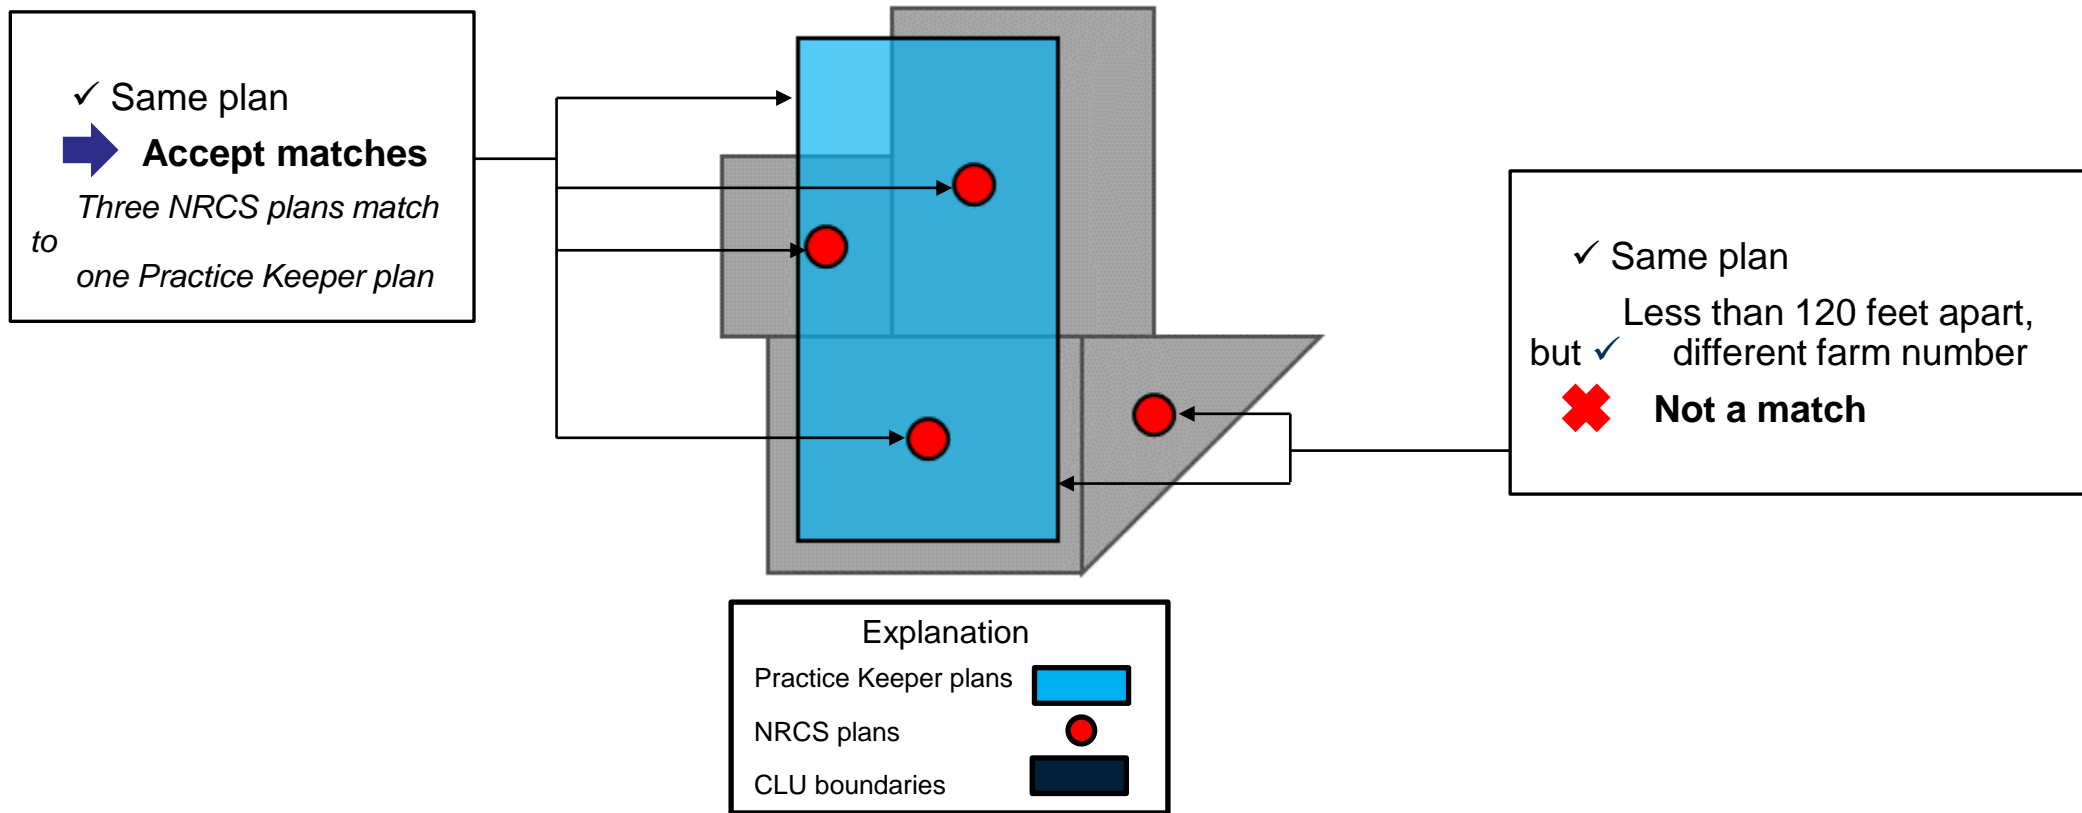 ✓ Same plan
Accept matches
Three NRCS plans match
to
one Practice Keeper plan
✓ Same plan
Less than 120 feet apart,
but ✓ different farm number
Not a match
Explanation
Practice Keeper plans
NRCS plans
CLU boundaries